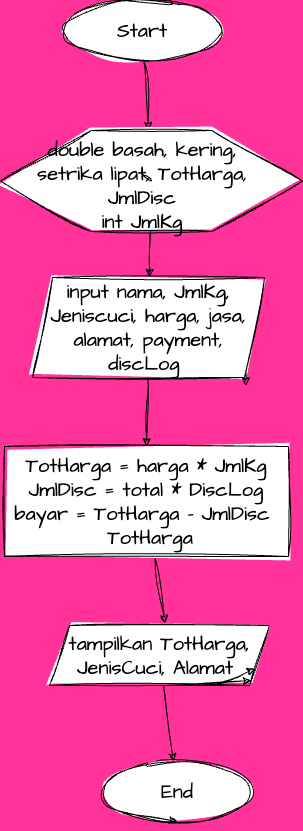 Start
double basah, kering,
setrika lipat, TotHarga,
JmlDisc
int JmlKg
input nama, JmlKg,
Jeniscuci, harga, jasa,
alamat, payment,
discLog
TotHarga = harga * JmlKg
JmlDisc = total * DiscLog
bayar = TotHarga - JmlDisc
TotHarga
tampilkan TotHarga,
JenisCuci, Alamat
End